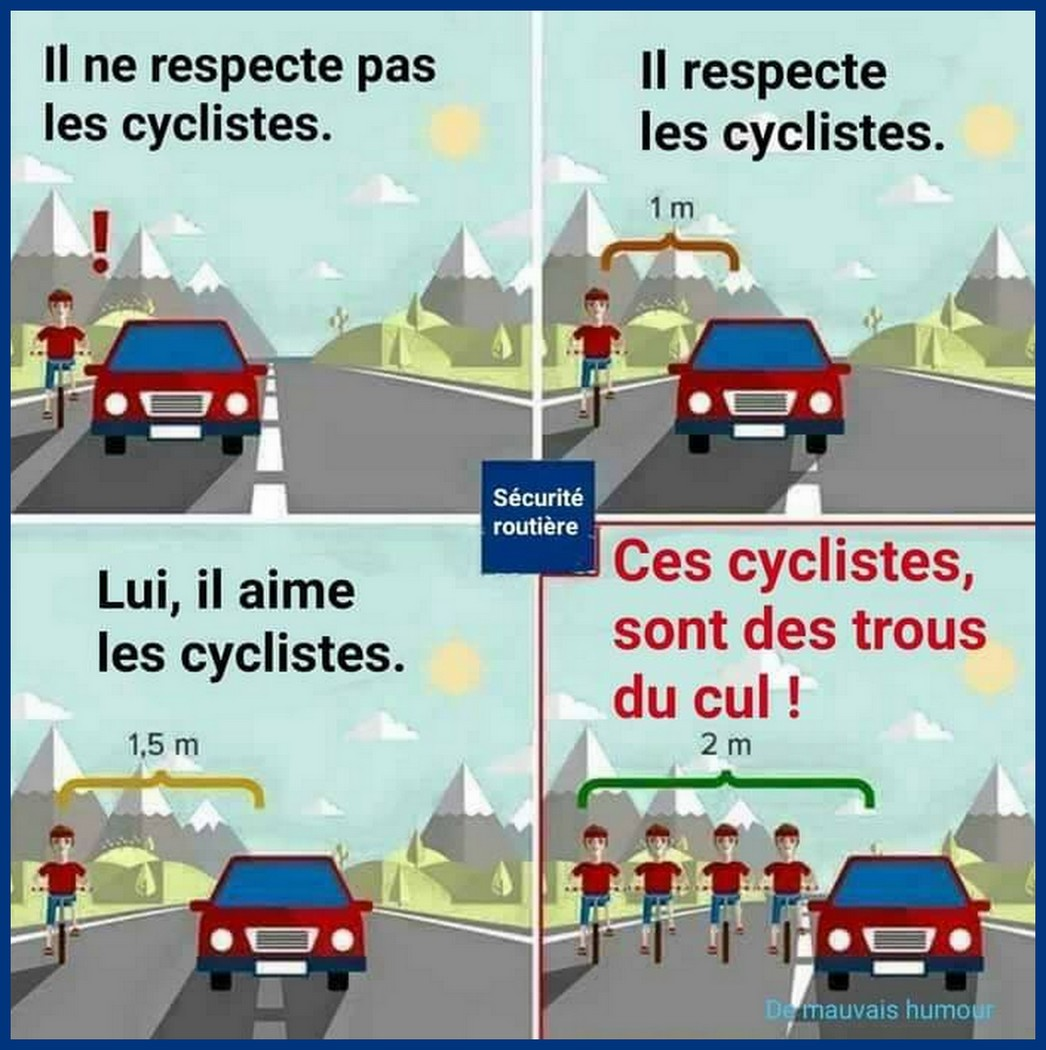 Il ne respecte pas
les cyclistes.
!
Il respecte
les cyclistes.
1 m
Sécurité
routière
Lui, il aime
les cyclistes.
1,5 m
Ces cyclistes,
sont des trous
du cul !
2 m
De mauvais humour